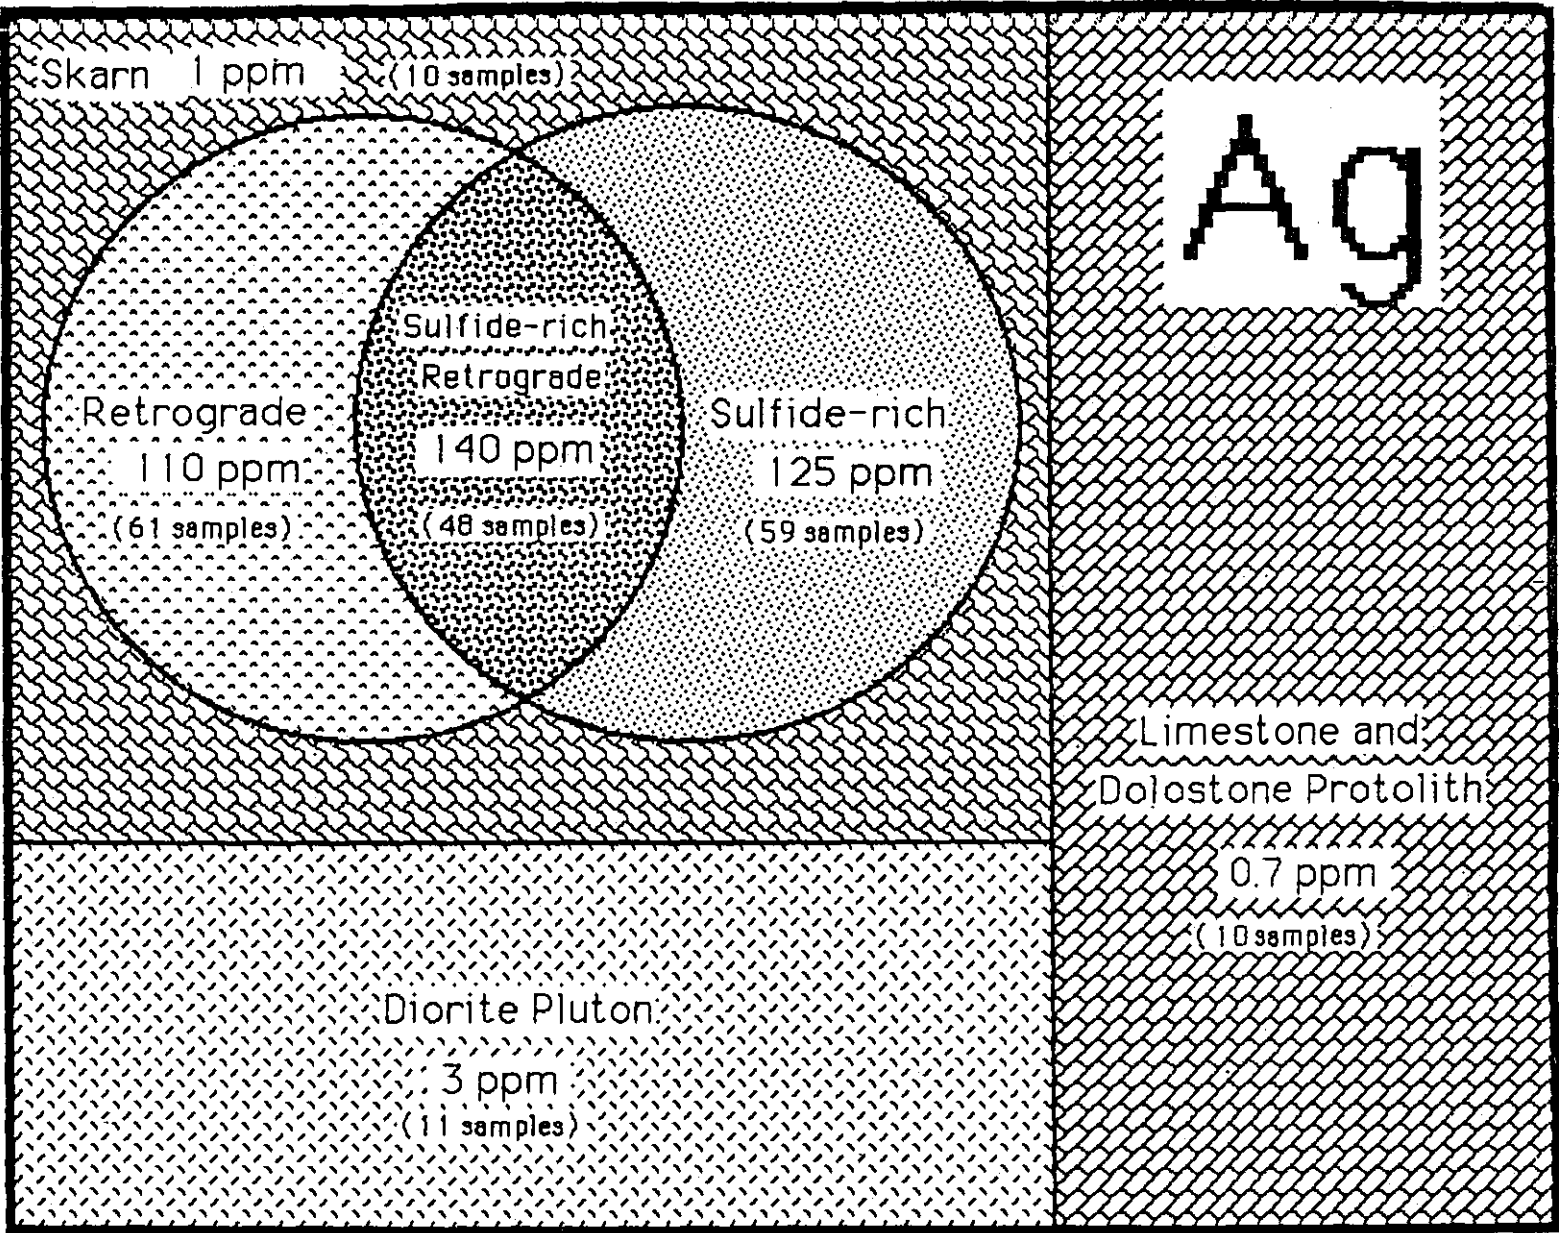 Skarn 1 ppm (10 samples)
Ag
Sulfide-rich
Retrograde
140 ppm
(48 samples)
Retrograde
110 ppm
(61 samples)
Sulfide-rich
125 ppm
(59 samples)
Limestone and
Dolostone Protolith
0.7 ppm
(10 samples)
Diorite Pluton
3 ppm
(11 samples)